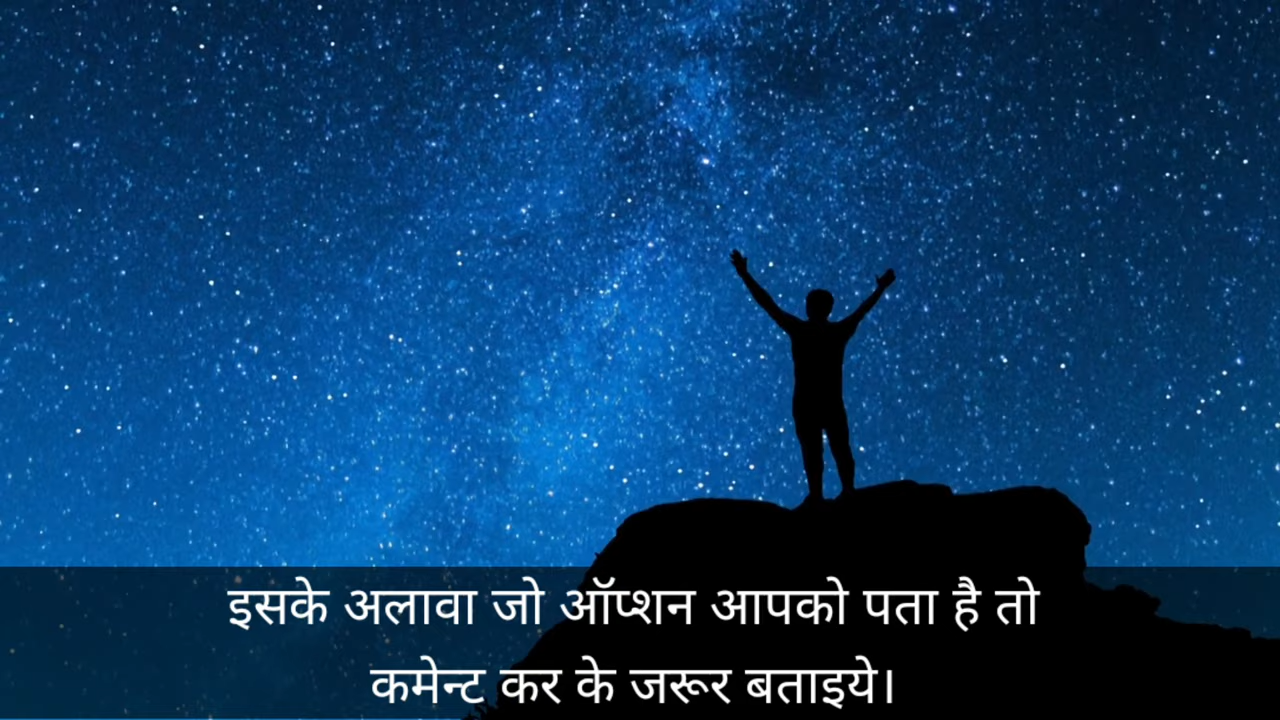 इसके अलावा जो ऑप्शन आपको पता है तो
कमेन्ट कर के जरूर बताइये।